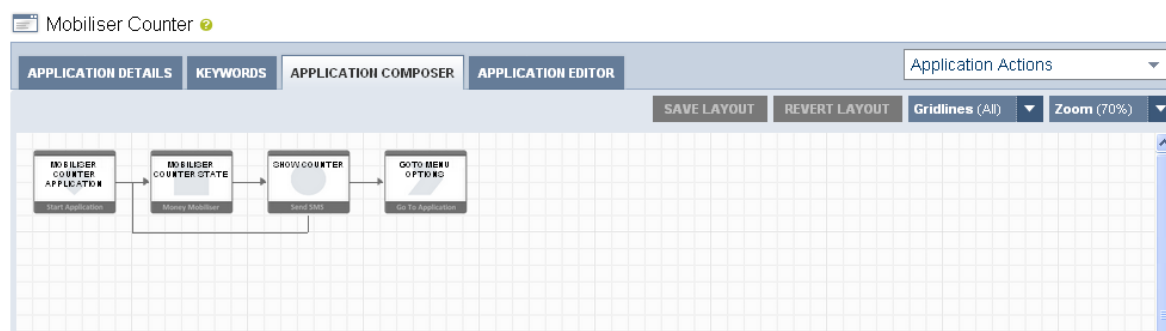 Mobiliser Counter
APPLICATION DETAILS KEYWORDS APPLICATION COMPOSER APPLICATION EDITOR Application Actions
SAVE LAYOUT REVERT LAYOUT Gridlines (All) Zoom (70%)
MOBILISER COUNTER APPLICATION
Start Application
MOBILISER COUNTER STATE
Money Mobiliser
SHOW COUNTER
Send SMS
GOTO MENU OPTIONS
Go To Application